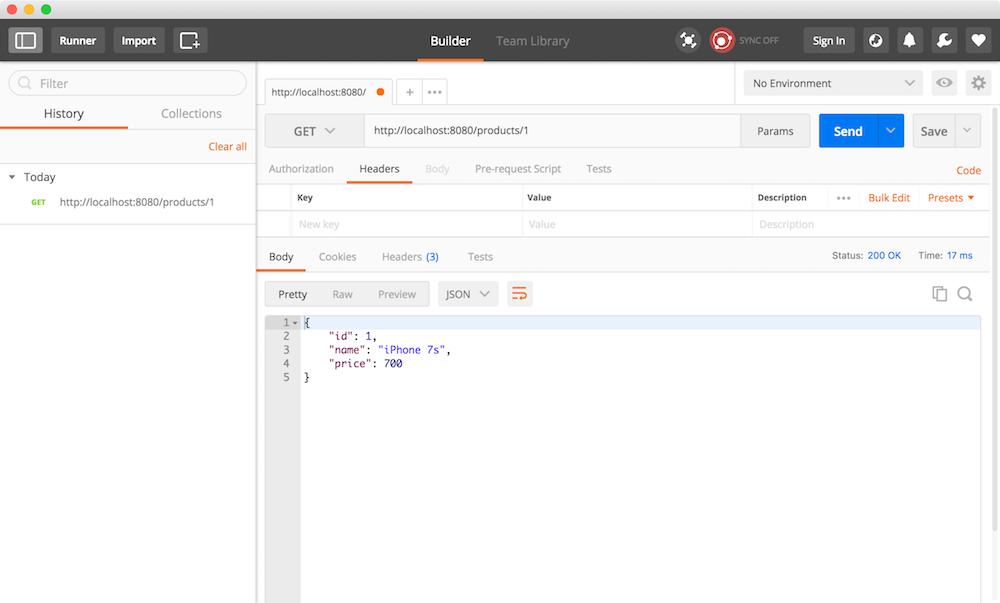 Runner Import Builder Team Library SYNC OFF Sign In
Filter
History Collections
Clear all
Today
GET http://localhost:8080/products/1
http://localhost:8080/ + ••• No Environment
GET http://localhost:8080/products/1 Params Send Save
Authorization Headers Body Pre-request Script Tests Code
Key Value Description ••• Bulk Edit Presets
New key Value Description
Body Cookies Headers (3) Tests Status: 200 OK Time: 17 ms
Pretty Raw Preview JSON
1 {
2 "id": 1,
3 "name": "iPhone 7s",
4 "price": 700
5 }